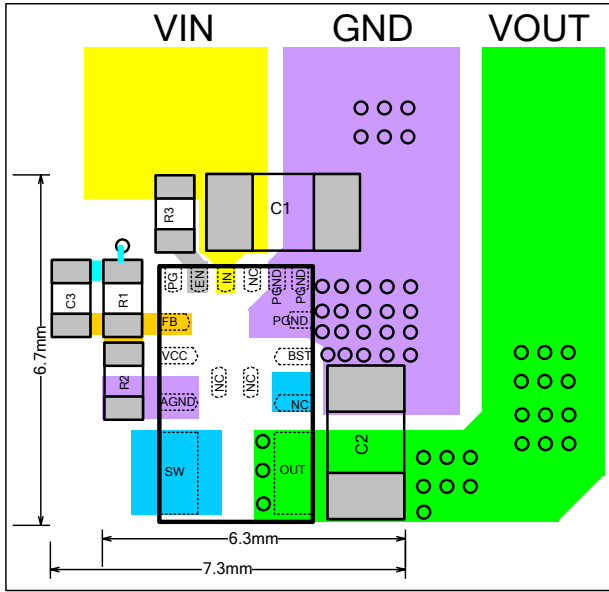 VIN GND VOUT
R3
C1
PG EN IN NC PGND PGND
C3 R1
FB PGND
VCC BST
R2 NC NC
AGND NC
C2
SW OUT
6.7mm
6.3mm
7.3mm